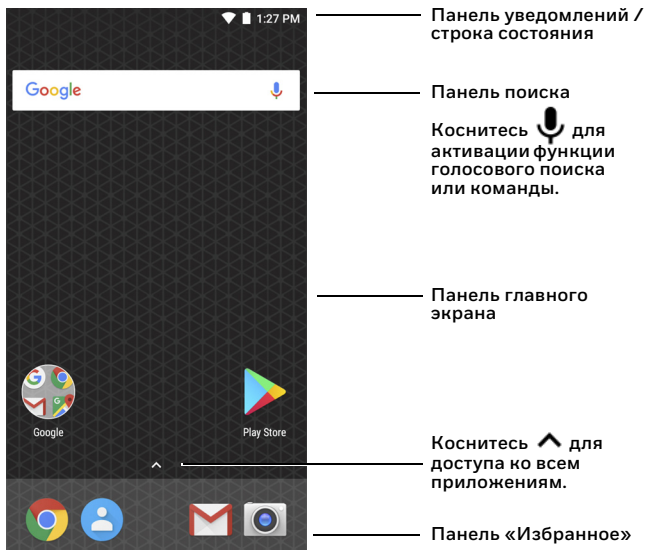 1:27 PM
Панель уведомлений /
строка состояния
Google
Панель поиска
Коснитесь для
активации функции
голосового поиска
или команды.
Панель главного
экрана
Google
Play Store
Коснитесь для
доступа ко всем
приложениям.
Панель «Избранное»